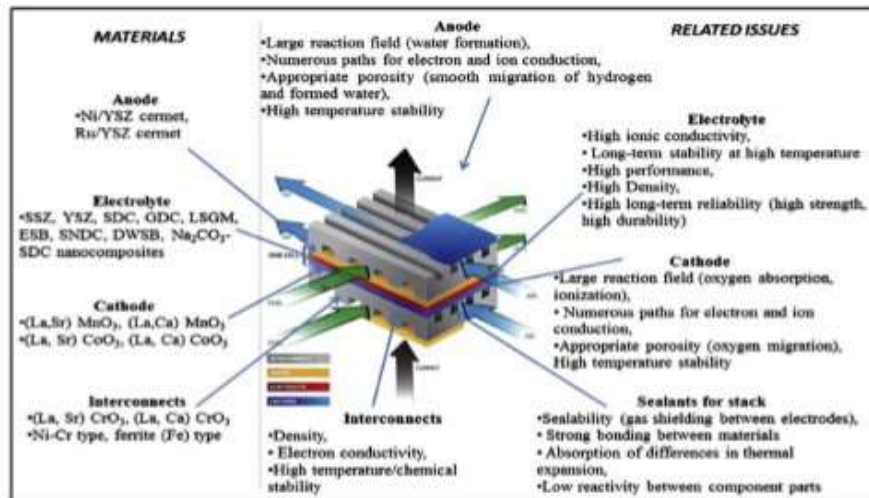 MATERIALS
Anode
•Ni/YSZ cermet,
Ru/YSZ cermet
Electrolyte
•SSZ, YSZ, SDC, GDC, LSGM,
ESB, SNDC, DWSB, Na₂CO₃-
SDC nanocomposites
Cathode
•(La,Sr) MnO₃, (La,Ca) MnO₃
•(La, Sr) CoO₃, (La, Ca) CoO₃
Interconnects
•(La, Sr) CrO₃, (La, Ca) CrO₃
•Ni-Cr type, ferrite (Fe) type
Anode
•Large reaction field (water formation),
•Numerous paths for electron and ion conduction,
•Appropriate porosity (smooth migration of hydrogen
and formed water),
•High temperature stability
CURRENT
CURRENT
Interconnects
•Density,
• Electron conductivity,
•High temperature/chemical
stability
RELATED ISSUES
Electrolyte
•High ionic conductivity,
• Long-term stability at high temperature
•High performance,
•High Density,
•High long-term reliability (high strength,
high durability)
Cathode
•Large reaction field (oxygen absorption,
ionization),
• Numerous paths for electron and ion
conduction,
•Appropriate porosity (oxygen migration),
High temperature stability
Sealants for stack
•Sealability (gas shielding between electrodes),
• Strong bonding between materials
• Absorption of differences in thermal
expansion,
•Low reactivity between component parts